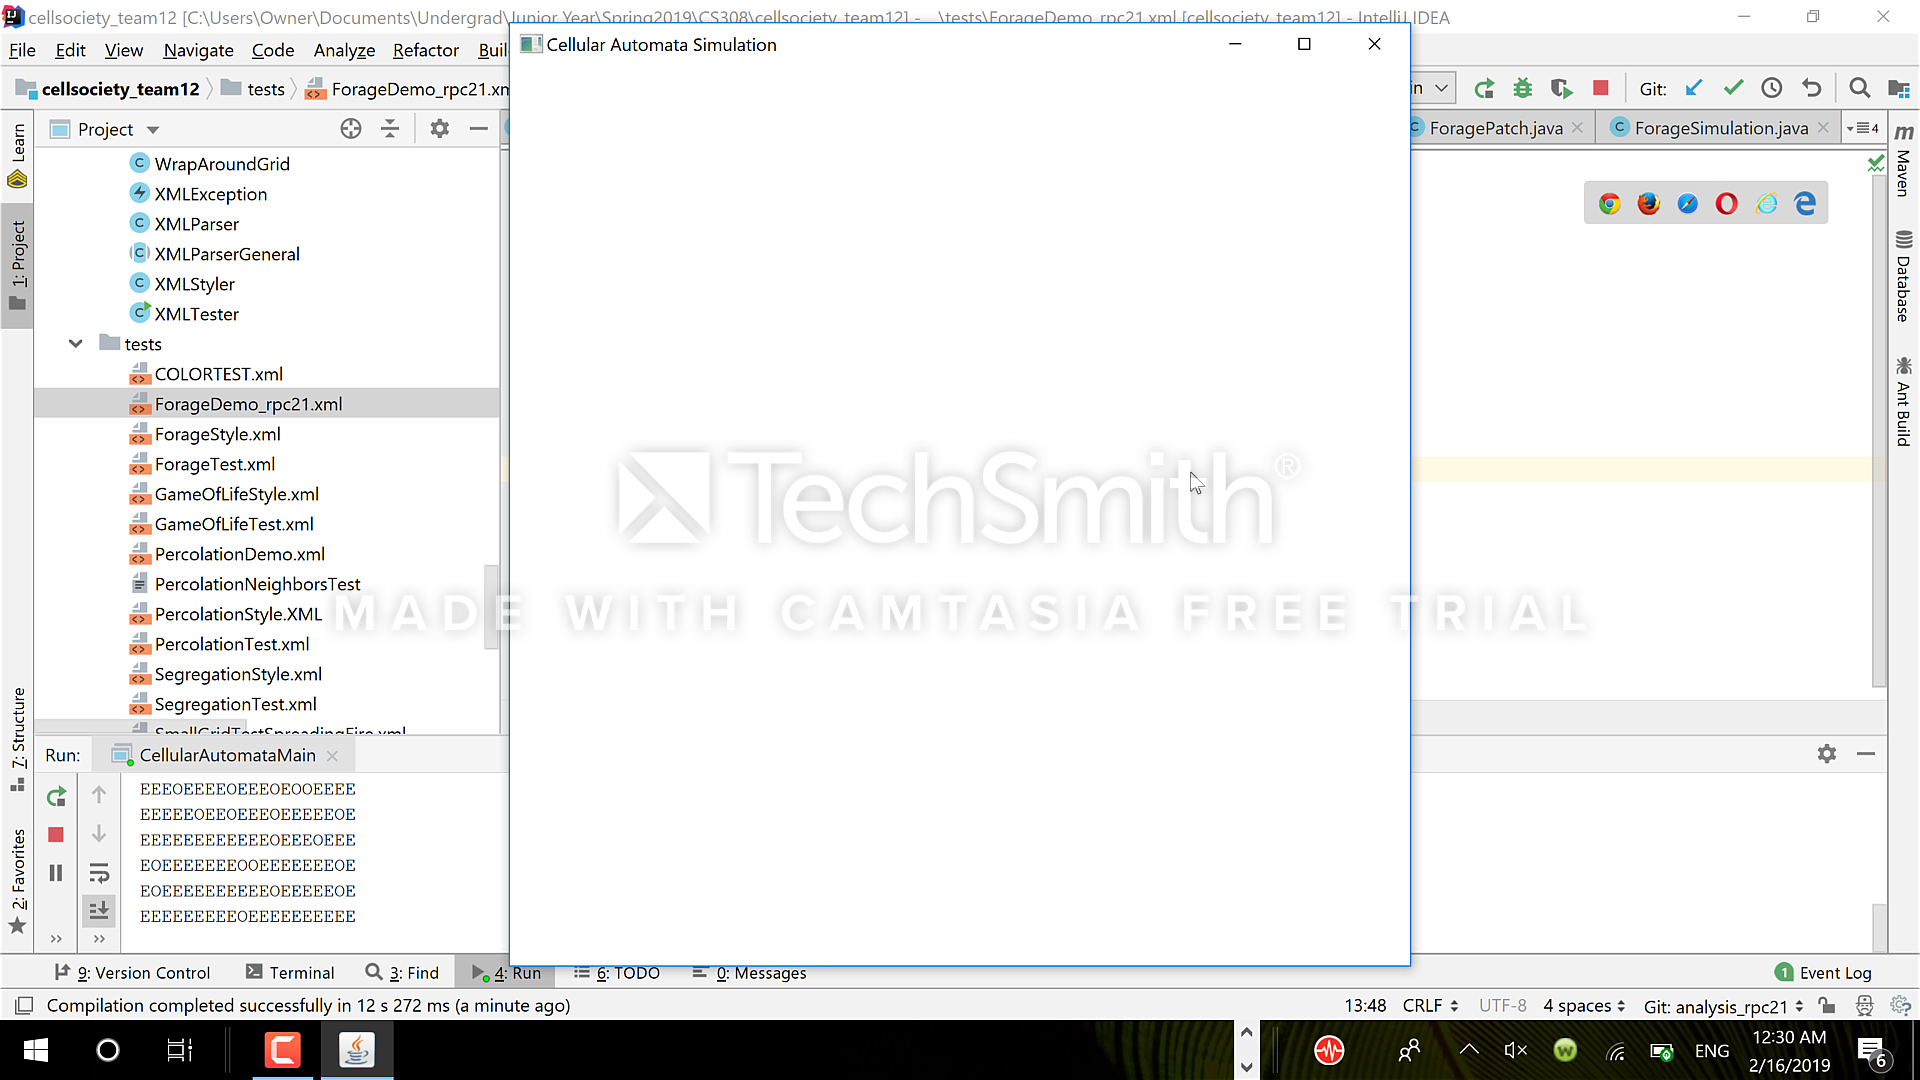 cellsociety_team12 [C:\Users\Owner\Documents\Undergrad\Junior Year\Spring2019\CS308\cellsociety_team12] - ...\tests\ForageDemo_rpc21.xml [cellsociety_team12] - IntelliJ IDEA
Cellular Automata Simulation
File Edit View Navigate Code Analyze Refactor
cellsociety_team12 tests ForageDemo_rpc21.xm
Git:
Project
ForagePatch.java
ForageSimulation.java
4
WrapAroundGrid
XMLException
XMLParser
XMLParserGeneral
XMLStyler
XMLTester
tests
COLORTEST.xml
ForageDemo_rpc21.xml
ForageStyle.xml
ForageTest.xml
GameOfLifeStyle.xml
GameOfLifeTest.xml
PercolationDemo.xml
PercolationNeighborsTest
PercolationStyle.XML
PercolationTest.xml
SegregationStyle.xml
SegregationTest.xml
SmallGridTestSpreadingFire.xml
Learn
1: Project
7: Structure
2: Favorites
Maven
Database
Ant Build
TechSmith®
MADE WITH CAMTASIA FREE TRIAL
Run: CellularAutomataMain
EEEOEEEEOEEEOEOOEEEE
EEEEEOEEOEEEOEEEEEOE
EEEEEEEEEEEEOEEEOEEE
EOEEEEEEEOOEEEEEEEOE
EOEEEEEEEEEEOEEEEEOE
EEEEEEEEEOEEEEEEEEEE
9: Version Control Terminal 3: Find 4: Run 6: TODO 0: Messages Event Log
Compilation completed successfully in 12 s 272 ms (a minute ago)
13:48 CRLF UTF-8 4 spaces Git: analysis_rpc21
ENG
12:30 AM
2/16/2019
6